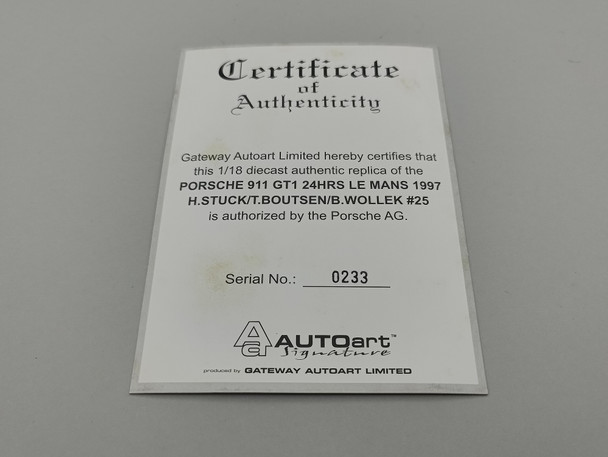 Certificate
of
Authenticity
Gateway Autoart Limited hereby certifies that
this 1/18 diecast authentic replica of the
PORSCHE 911 GT1 24HRS LE MANS 1997
H.STUCK/T.BOUTSEN/B.WOLLEK #25
is authorized by the Porsche AG.
Serial No.: 0233
Aa AUTOart™
Signature
produced by GATEWAY AUTOART LIMITED